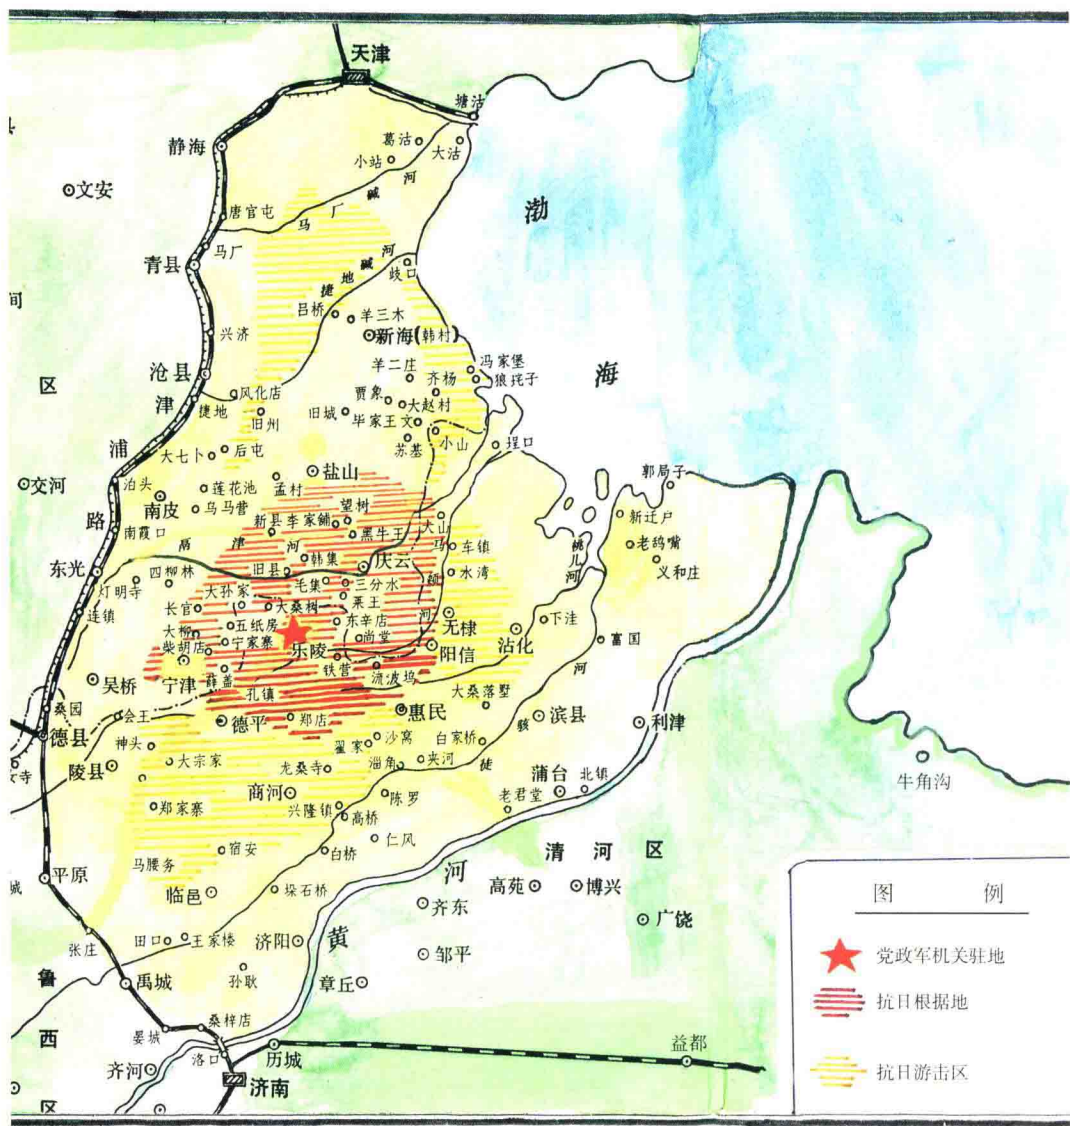 天津
塘沽
静海
葛沽
大沽
小站
文安
唐官屯
马厂碱河
渤海
马厂
青县
捷地碱河
歧口
间
吕桥
羊三木
兴济
新海(韩村)
沧县
羊二庄
冯家堡
齐杨
区
风化店
贾象
大赵村
捷地
旧州
旧城
毕家王文
津浦路
苏基
小山
埕口
大七卜
后屯
盐山
郭局子
交河
泊头
莲花池
孟村
南皮
乌马营
望树
新县
李家铺
大山
新迁户
南霞口
鬲津河
黑牛王
马颊河
车镇
桃儿河
老鸹嘴
东光
四柳林
韩集
旧县
庆云
水湾
义和庄
灯明寺
毛集
三分水
大孙家
大桑树
栗王
连镇
长官
五纸房
东辛店
无棣
下洼
大柳
宁家寨
尚堂
沾化
柴胡店
乐陵
阳信
富国
宁津
薛盖
铁营
流波坞
吴桥
孔镇
大桑落墅
桑园
会王
德平
郑店
惠民
滨县
利津
德县
神头
沙窝
白家桥
徒骇河
翟家
陵县
大宗家
龙桑寺
淄角
夹河
蒲台
北镇
牛角沟
商河
陈罗
郑家寨
兴隆镇
老君堂
高桥
仁风
马腰务
宿安
白桥
清河区
平原
临邑
垛石桥
黄河
高苑
博兴
齐东
广饶
张庄
田口
王家楼
济阳
邹平
禹城
孙耿
章丘
鲁西区
桑梓店
晏城
洛口
历城
益都
齐河
济南
图例
党政军机关驻地
抗日根据地
抗日游击区